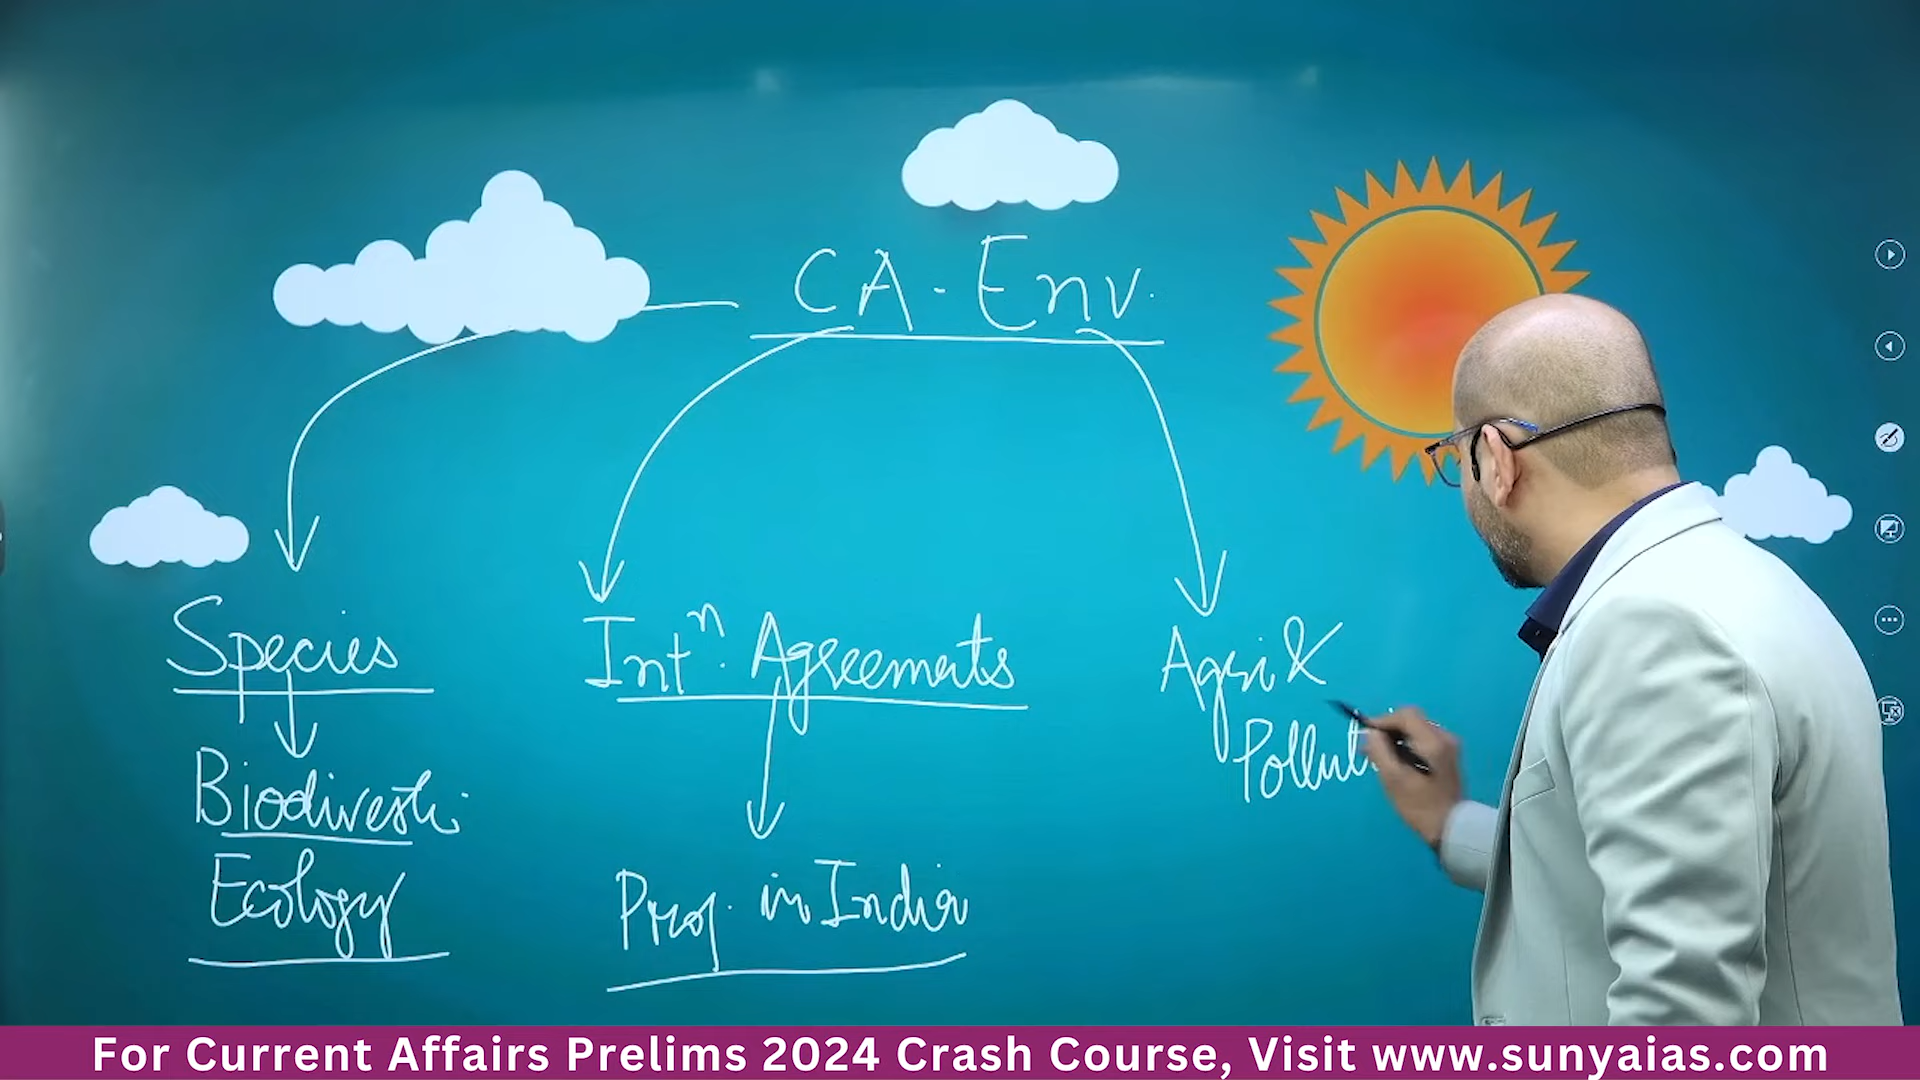 CA - Env.
Species
Intⁿ. Agreements
Agri &
Pollut
Biodiversti.
Ecology
Prog. in India
For Current Affairs Prelims 2024 Crash Course, Visit www.sunyaias.com